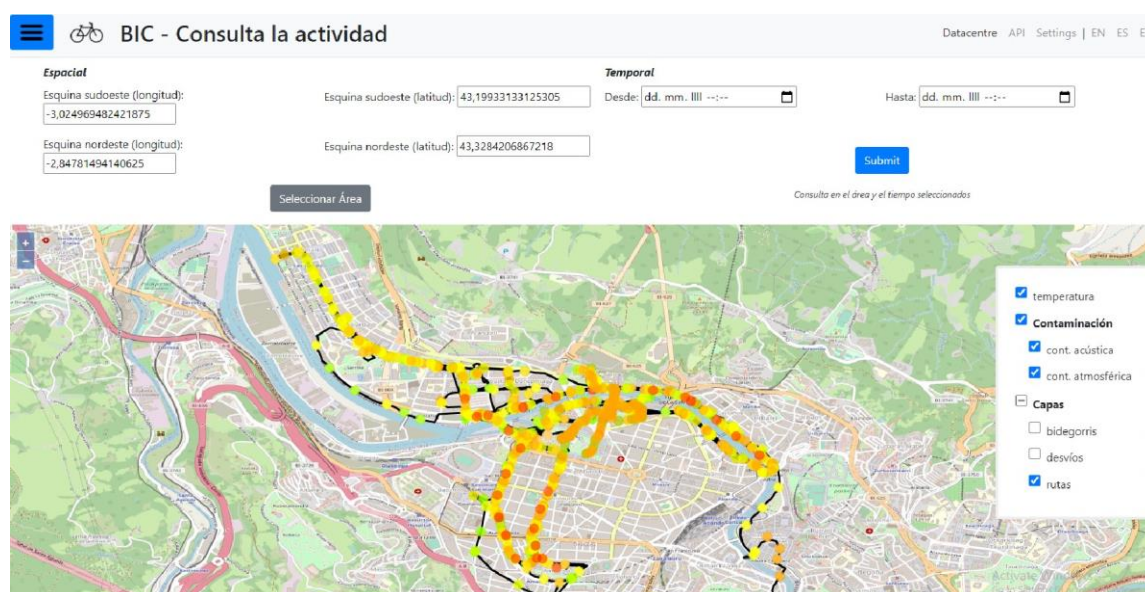 BIC - Consulta la actividad
Datacentre API Settings | EN ES E
Espacial
Temporal
Esquina sudoeste (longitud):
-3,024969482421875
Esquina sudoeste (latitud): 43,19933133125305
Desde: dd. mm. llll --:--
Hasta: dd. mm. llll --:--
Esquina nordeste (longitud):
-2,84781494140625
Esquina nordeste (latitud): 43,3284206867218
Submit
Seleccionar Área
Consulta en el área y el tiempo seleccionados
+
−
temperatura
Contaminación
cont. acústica
cont. atmosférica
Capas
bidegorris
desvíos
rutas